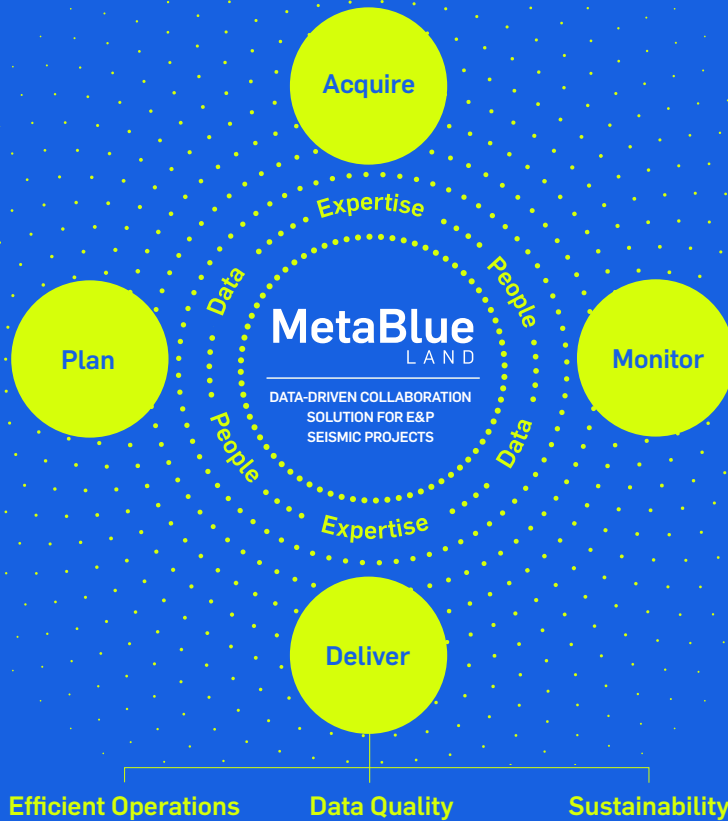 Acquire
Expertise
Data
People
Plan
MetaBlue
LAND
Monitor
DATA-DRIVEN COLLABORATION
SOLUTION FOR E&P
SEISMIC PROJECTS
People
Data
Expertise
Deliver
Efficient Operations
Data Quality
Sustainability